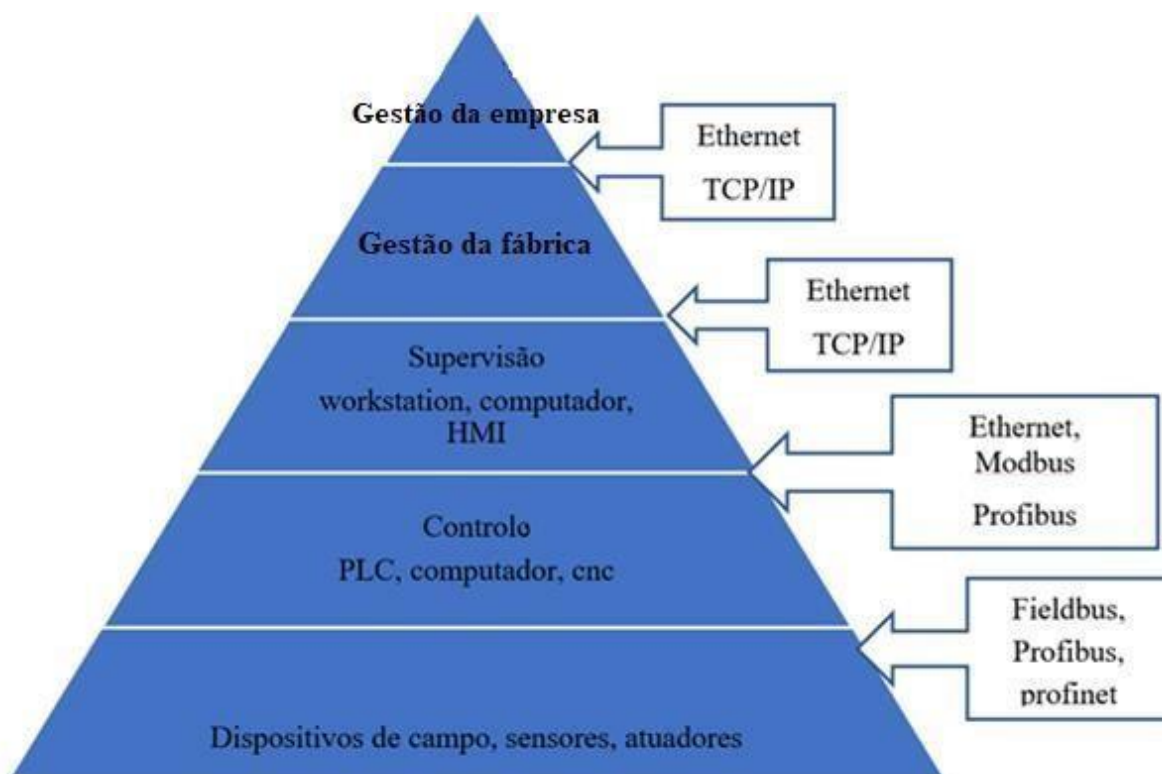 Gestão da empresa
Ethernet
TCP/IP
Gestão da fábrica
Ethernet
TCP/IP
Supervisão
workstation, computador,
HMI
Ethernet,
Modbus
Profibus
Controlo
PLC, computador, cnc
Fieldbus,
Profibus,
profinet
Dispositivos de campo, sensores, atuadores